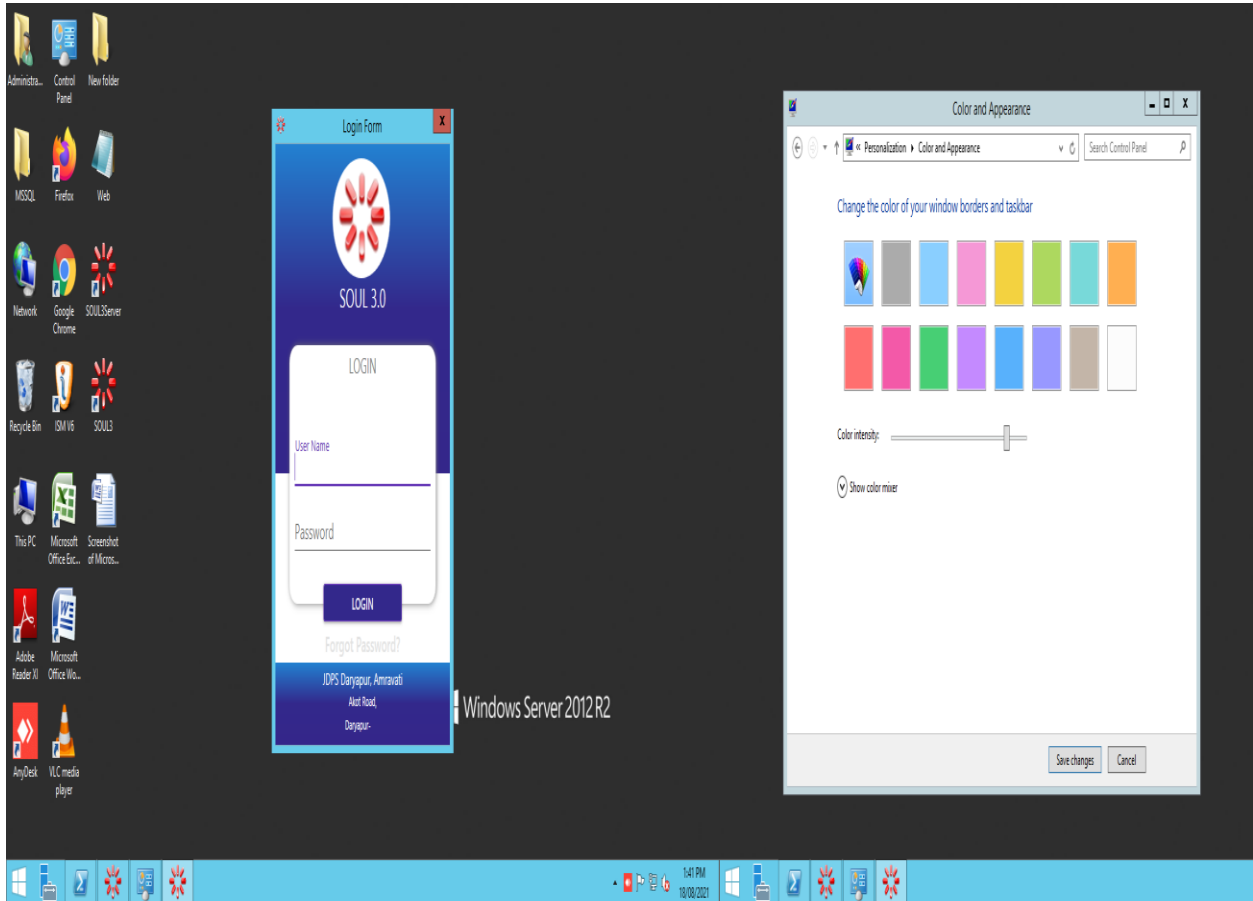 Administra...
Control
Panel
New folder
MSSQL
Firefox
Web
Network
Google
Chrome
SOUL3Server
Recycle Bin
ISM V6
SOUL3
This PC
Microsoft
Office Exc...
Screenshot
of Micros...
Adobe
Reader XI
Microsoft
Office Wo...
AnyDesk
VLC media
player
Login Form
X
SOUL 3.0
LOGIN
User Name
Password
LOGIN
Forgot Password?
JDPS Daryapur, Amravati
Akot Road,
Daryapur-
Windows Server 2012 R2
Color and Appearance
X
« Personalization Color and Appearance
Search Control Panel
Change the color of your window borders and taskbar
Color intensity:
Show color mixer
Save changes
Cancel
1:41 PM
18/08/2021